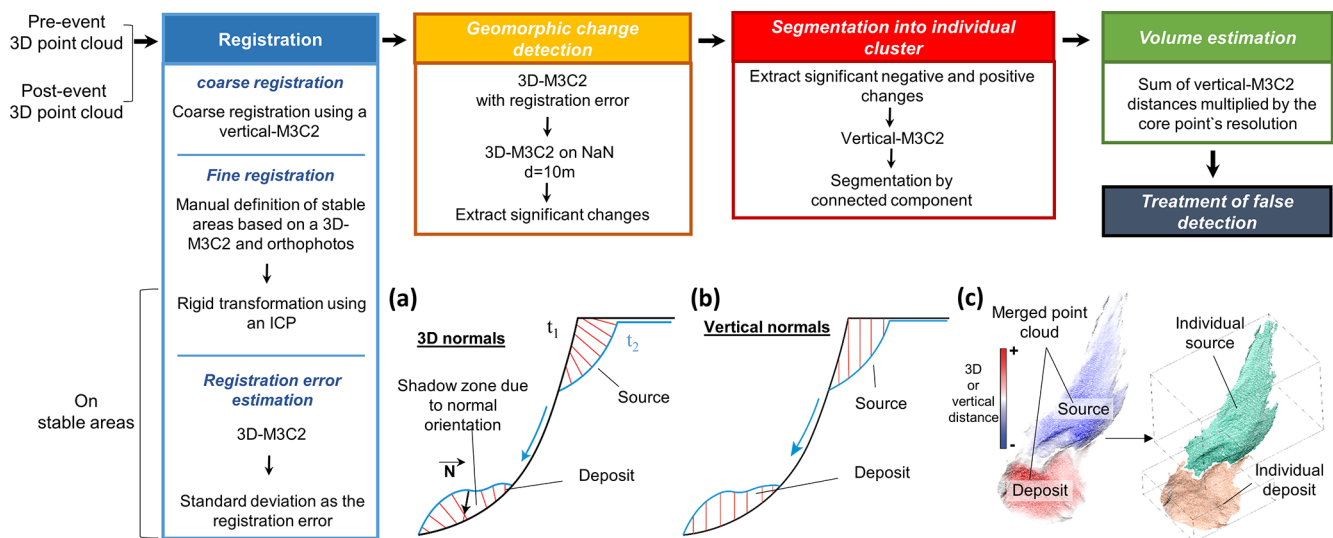 Pre-event
3D point cloud
Post-event
3D point cloud
Registration
coarse registration
Coarse registration using a
vertical-M3C2
Fine registration
Manual definition of stable
areas based on a 3D-
M3C2 and orthophotos
Rigid transformation using
an ICP
Registration error
estimation
3D-M3C2
Standard deviation as the
registration error
On
stable areas
Geomorphic change
detection
3D-M3C2
with registration error
3D-M3C2 on NaN
d=10m
Extract significant changes
Segmentation into individual
cluster
Extract significant negative and positive
changes
Vertical-M3C2
Segmentation by
connected component
Volume estimation
Sum of vertical-M3C2
distances multiplied by the
core point`s resolution
Treatment of false
detection
(a)
3D normals
t1
t2
Shadow zone due
to normal
orientation
Source
N
Deposit
(b)
Vertical normals
Source
Deposit
(c)
Merged point
cloud
+
3D
or
vertical
distance
-
Source
Deposit
Individual
source
Individual
deposit